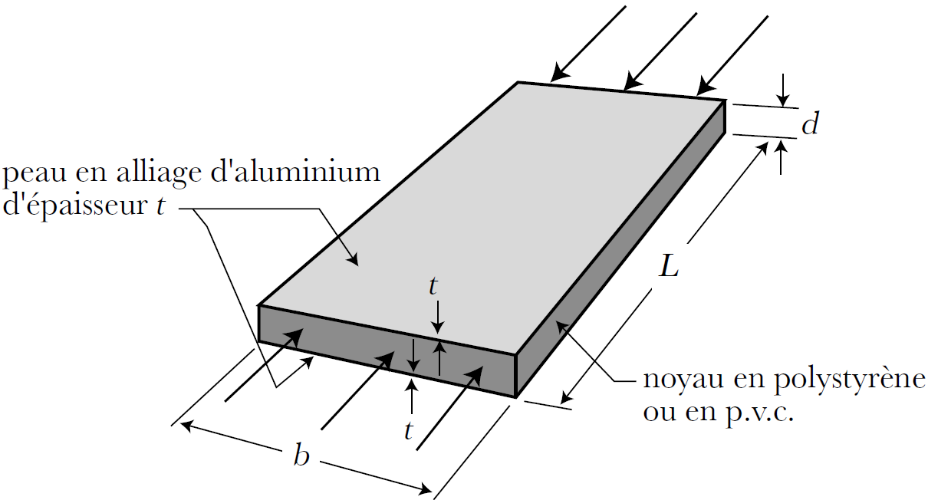 d
peau en alliage d'aluminium
d'épaisseur t
L
t
noyau en polystyrène
ou en p.v.c.
t
b